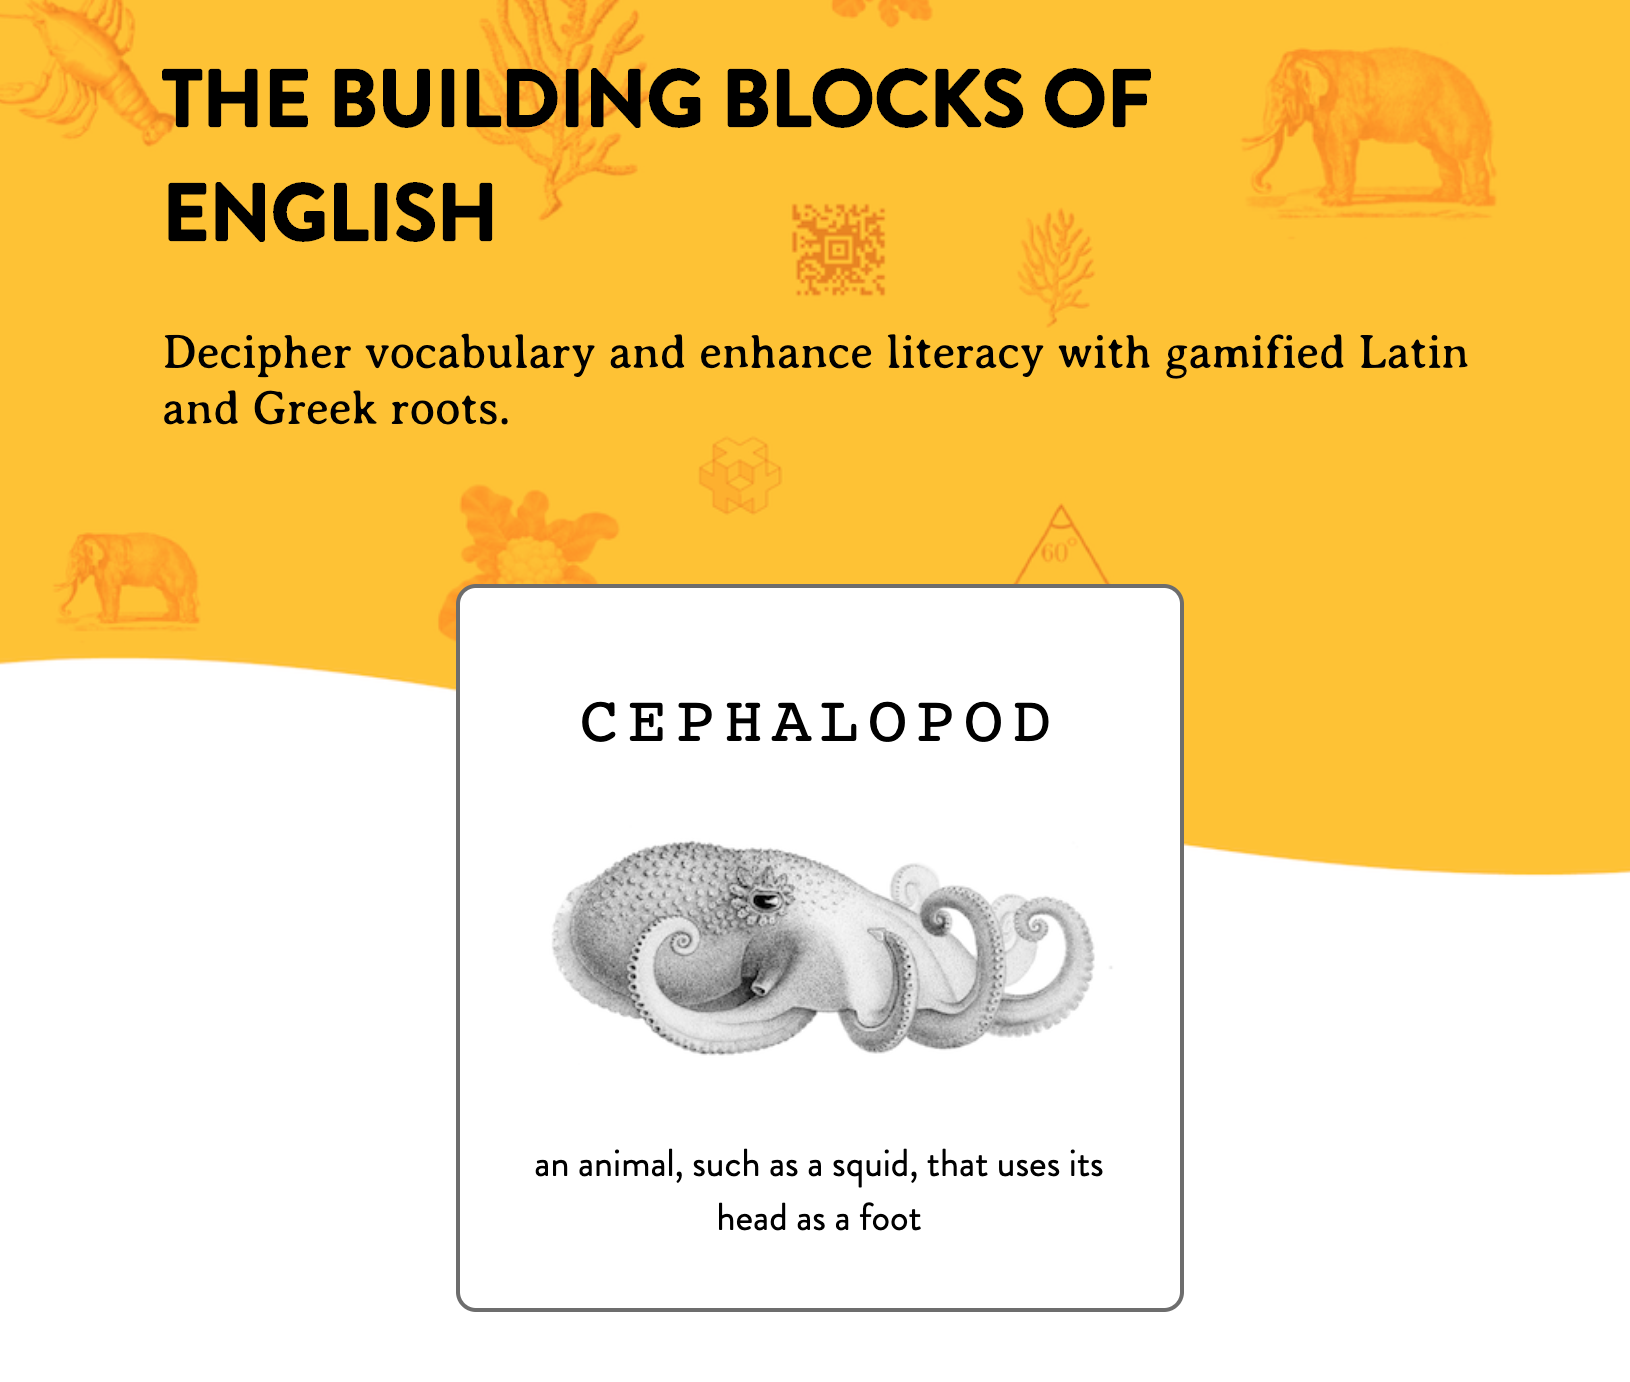 THE BUILDING BLOCKS OF
ENGLISH
Decipher vocabulary and enhance literacy with gamified Latin
and Greek roots.
60°
CEPHALOPOD
an animal, such as a squid, that uses its
head as a foot